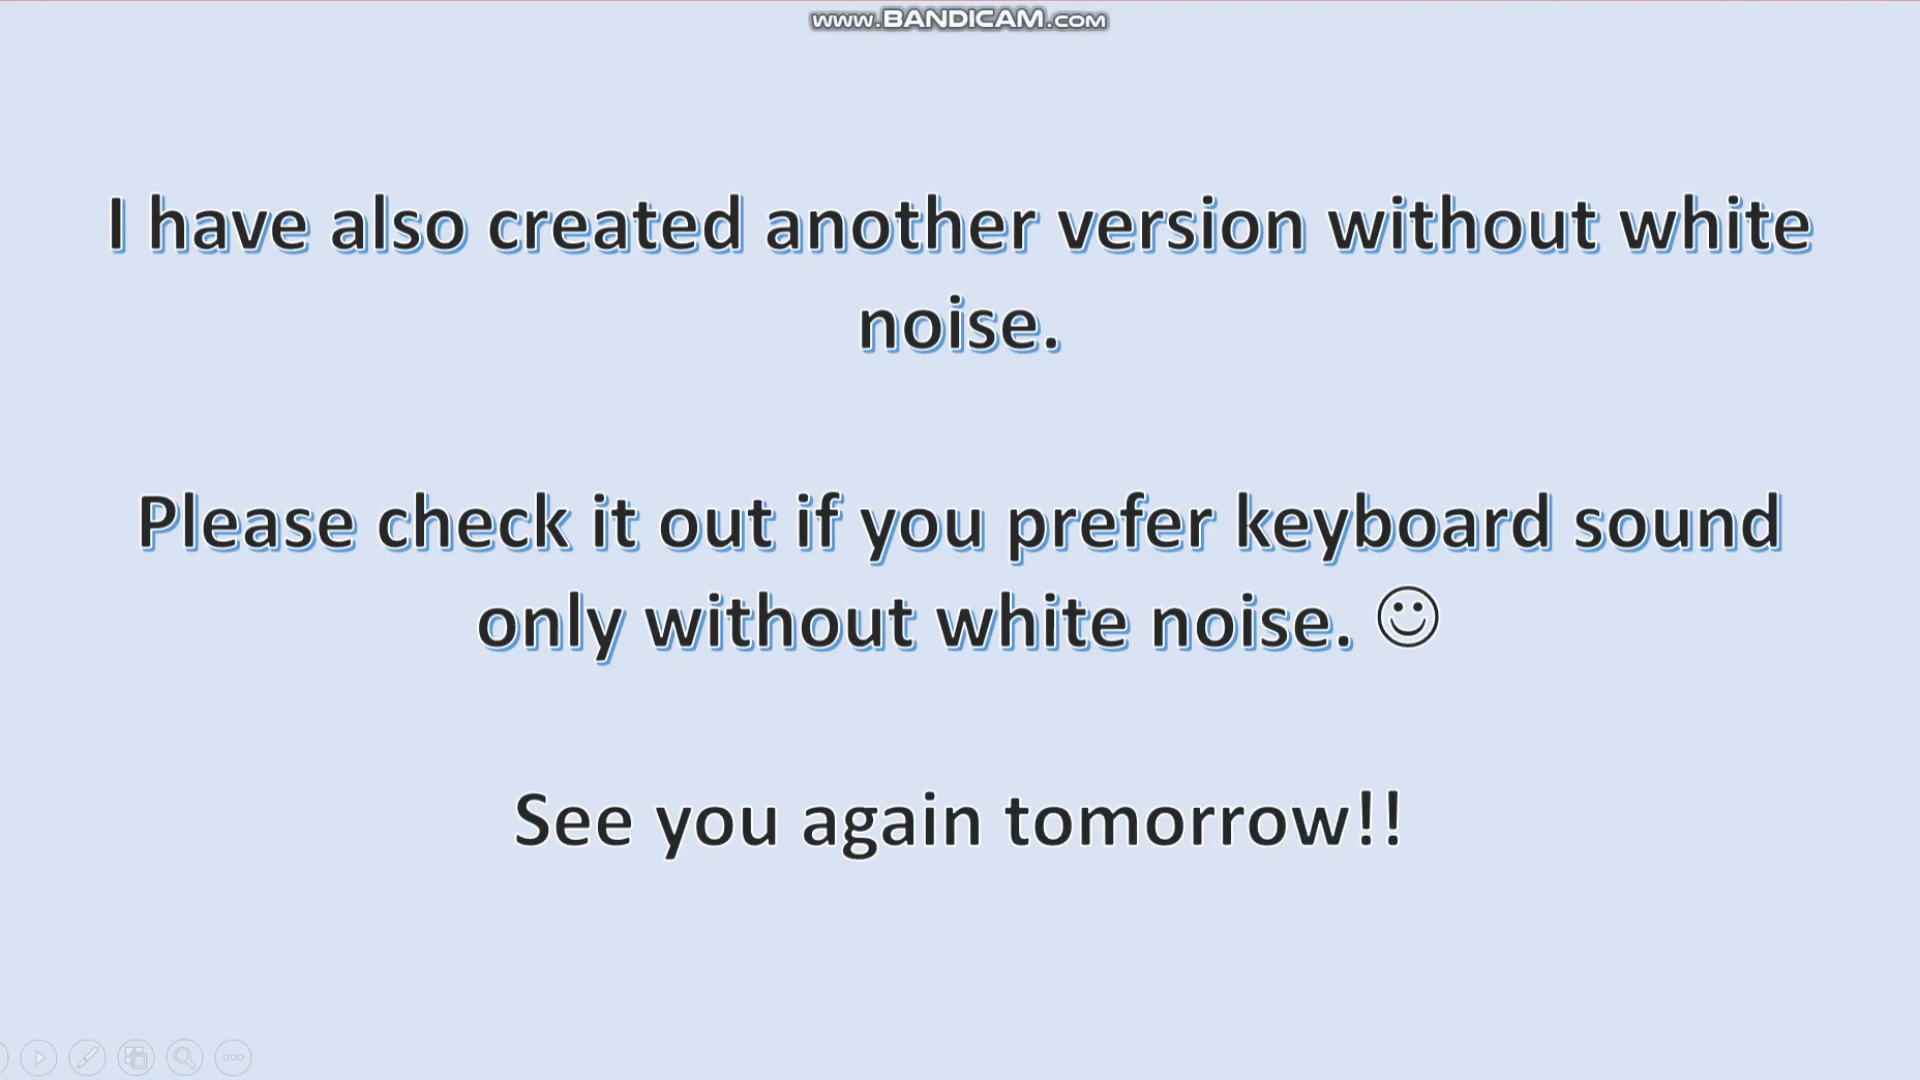 www.BANDICAM.com
I have also created another version without white
noise.
Please check it out if you prefer keyboard sound
only without white noise. ☺
See you again tomorrow!!